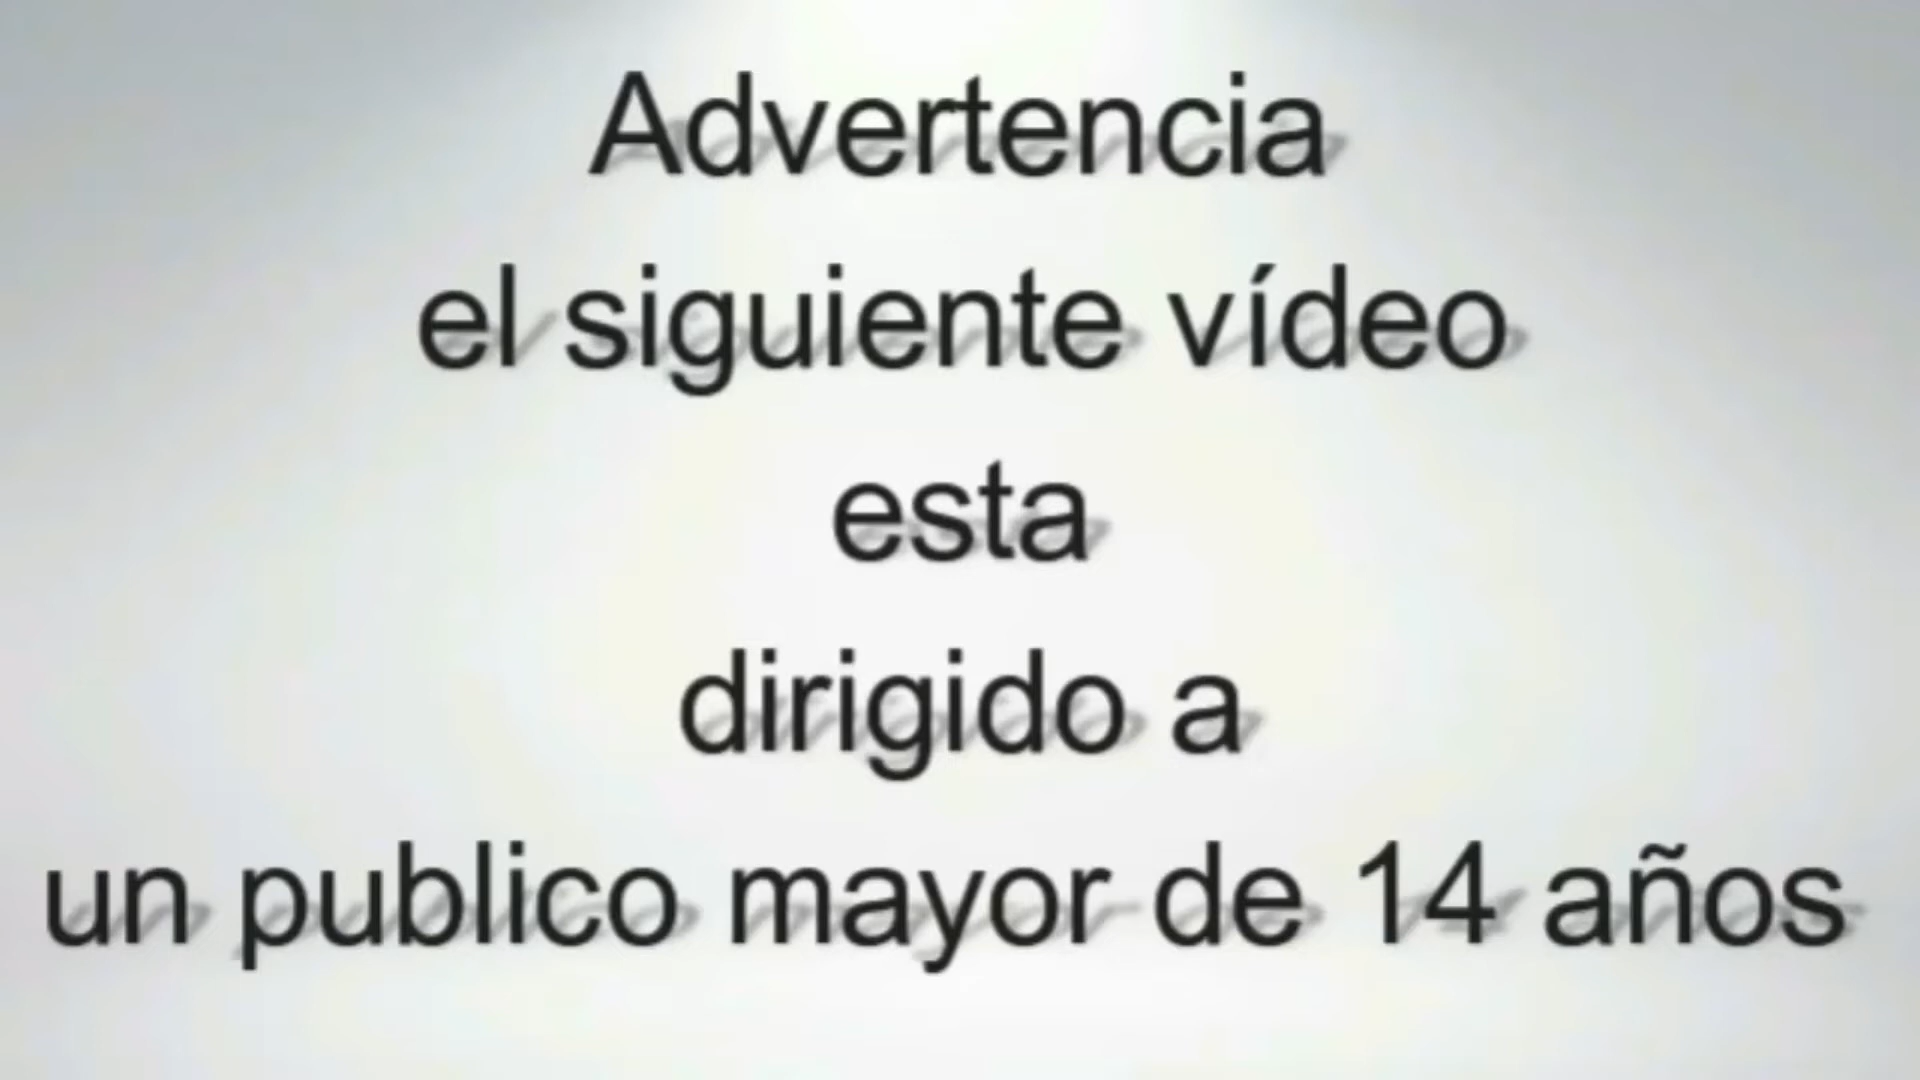 Advertencia
el siguiente vídeo
esta
dirigido a
un publico mayor de 14 años